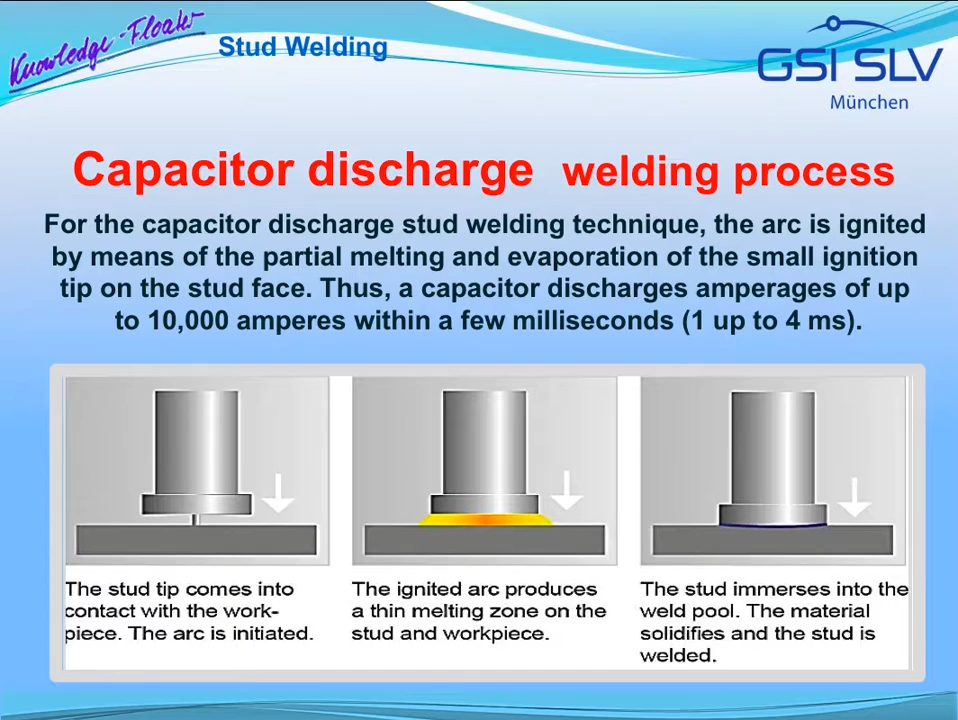 Knowledge-Floater
Stud Welding
GSI SLV
München
Capacitor discharge welding process
For the capacitor discharge stud welding technique, the arc is ignited
by means of the partial melting and evaporation of the small ignition
tip on the stud face. Thus, a capacitor discharges amperages of up
to 10,000 amperes within a few milliseconds (1 up to 4 ms).
The stud tip comes into
contact with the work-
piece. The arc is initiated.
The ignited arc produces
a thin melting zone on the
stud and workpiece.
The stud immerses into the
weld pool. The material
solidifies and the stud is
welded.